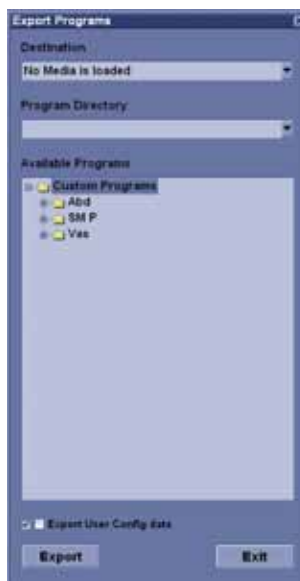 Export Programs
Destination
No Media is loaded
Program Directory
Available Programs
Custom Programs
Abd
SM P
Vas
Export User Config data
Export
Exit